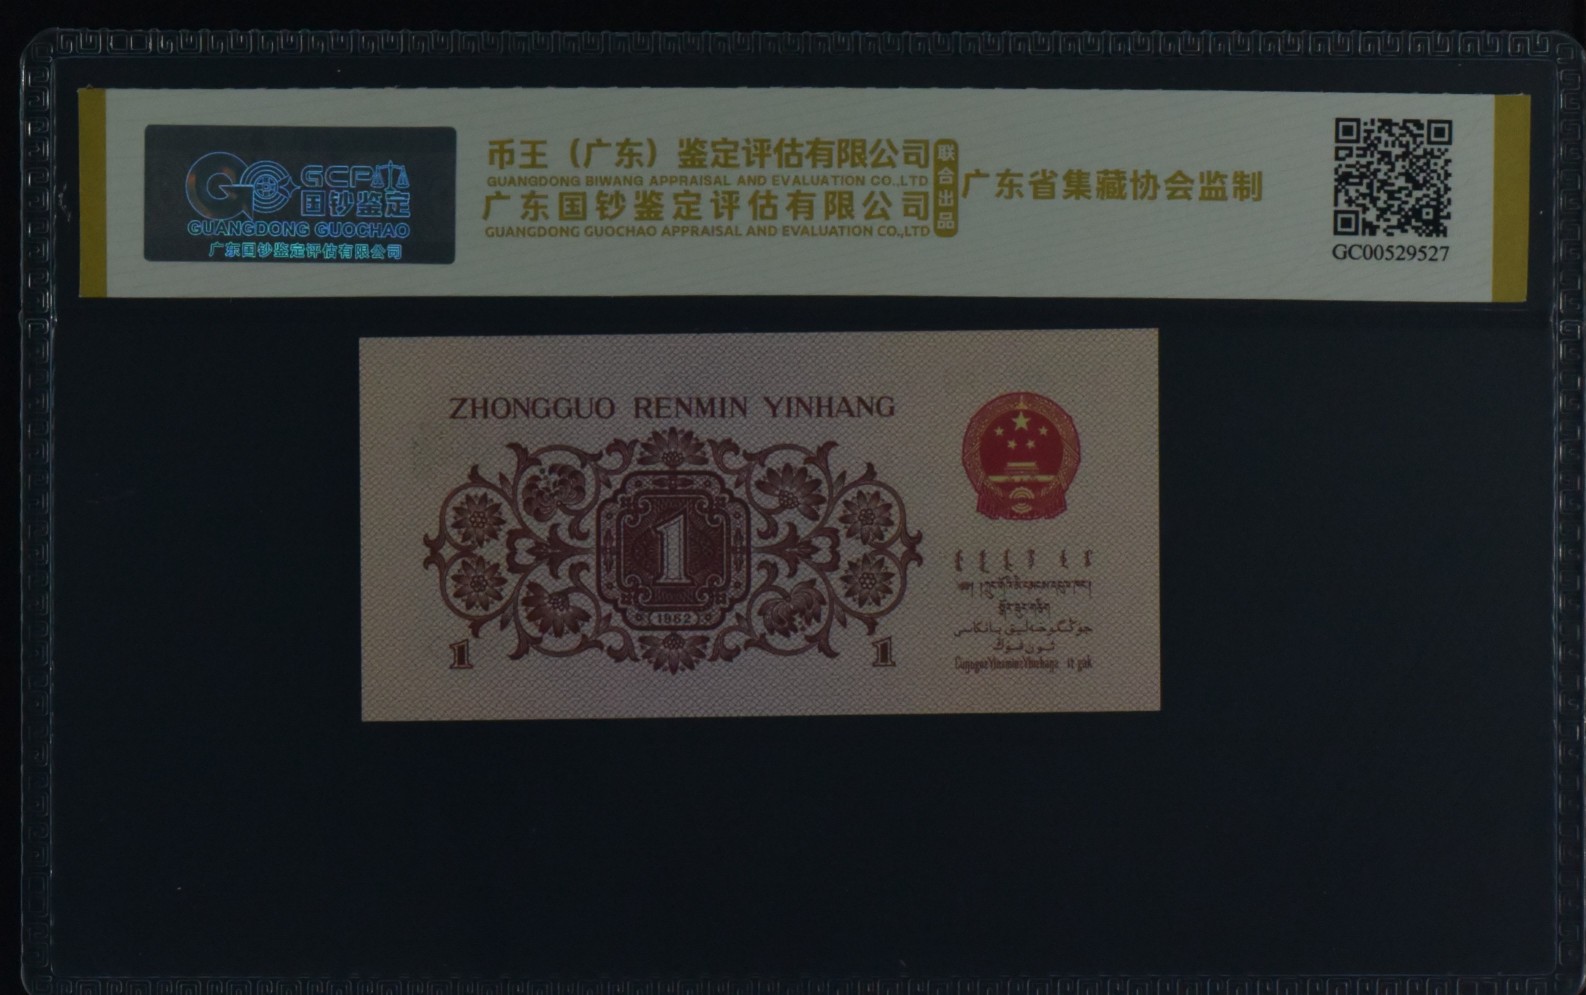 GCP
国钞鉴定
GUANGDONG GUOCHAO
广东国钞鉴定评估有限公司
币王（广东）鉴定评估有限公司
GUANGDONG BIWANG APPRAISAL AND EVALUATION CO.,LTD
广东国钞鉴定评估有限公司
GUANGDONG GUOCHAO APPRAISAL AND EVALUATION CO.,LTD
联合出品
广东省集藏协会监制
GC00529527
ZHONGGUO RENMIN YINHANG
1
1962
1
1